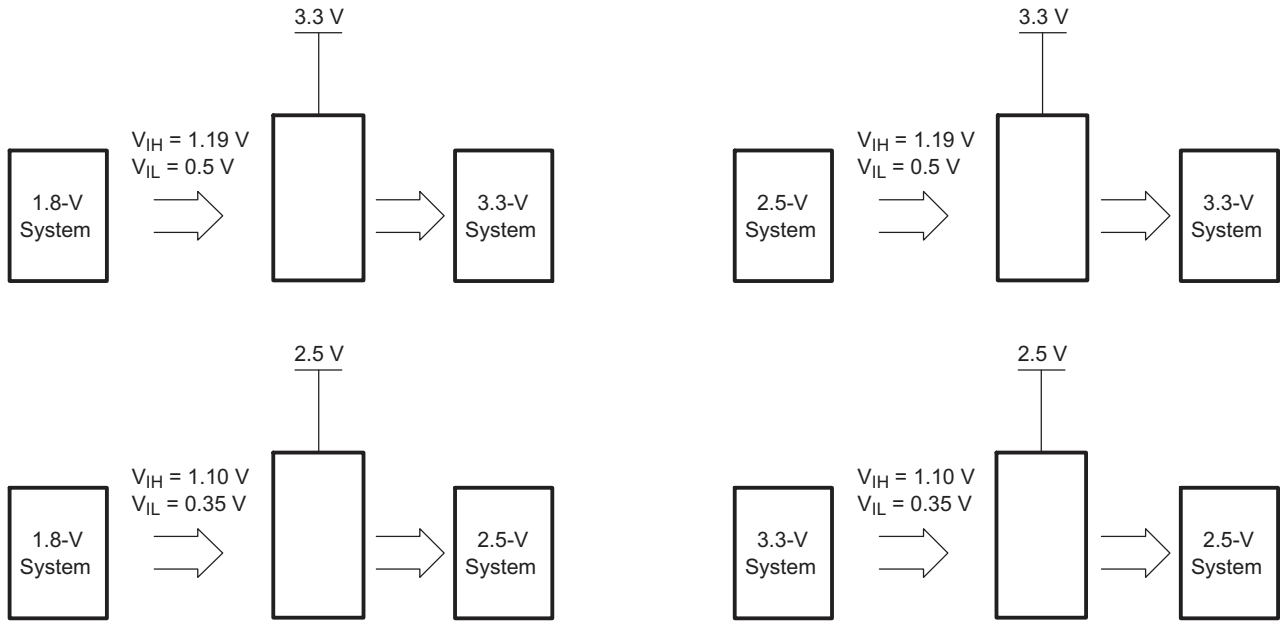 3.3 V
V_IH = 1.19 V
V_IL = 0.5 V
1.8-V
System
3.3-V
System
3.3 V
V_IH = 1.19 V
V_IL = 0.5 V
2.5-V
System
3.3-V
System
2.5 V
V_IH = 1.10 V
V_IL = 0.35 V
1.8-V
System
2.5-V
System
2.5 V
V_IH = 1.10 V
V_IL = 0.35 V
3.3-V
System
2.5-V
System